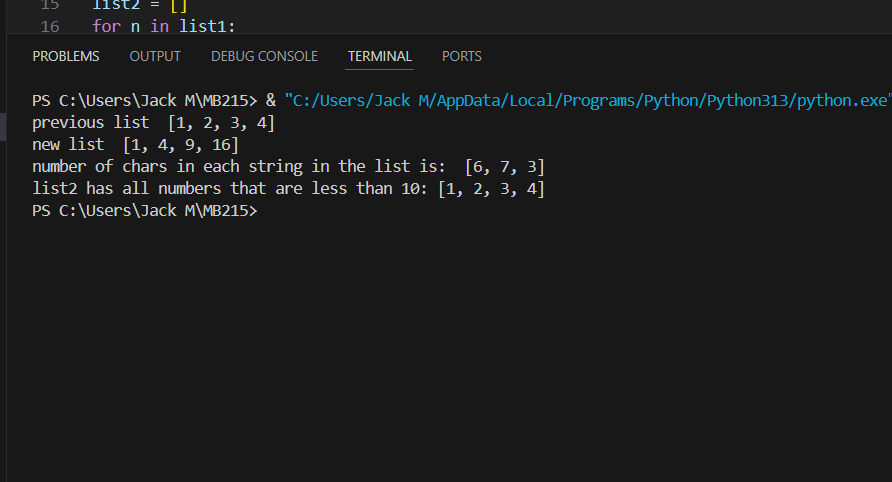 15 list2 = []
16 for n in list1:
PROBLEMS OUTPUT DEBUG CONSOLE TERMINAL PORTS
PS C:\Users\Jack M\MB215> & "C:/Users/Jack M/AppData/Local/Programs/Python/Python313/python.exe"
previous list  [1, 2, 3, 4]
new list  [1, 4, 9, 16]
number of chars in each string in the list is:  [6, 7, 3]
list2 has all numbers that are less than 10: [1, 2, 3, 4]
PS C:\Users\Jack M\MB215>